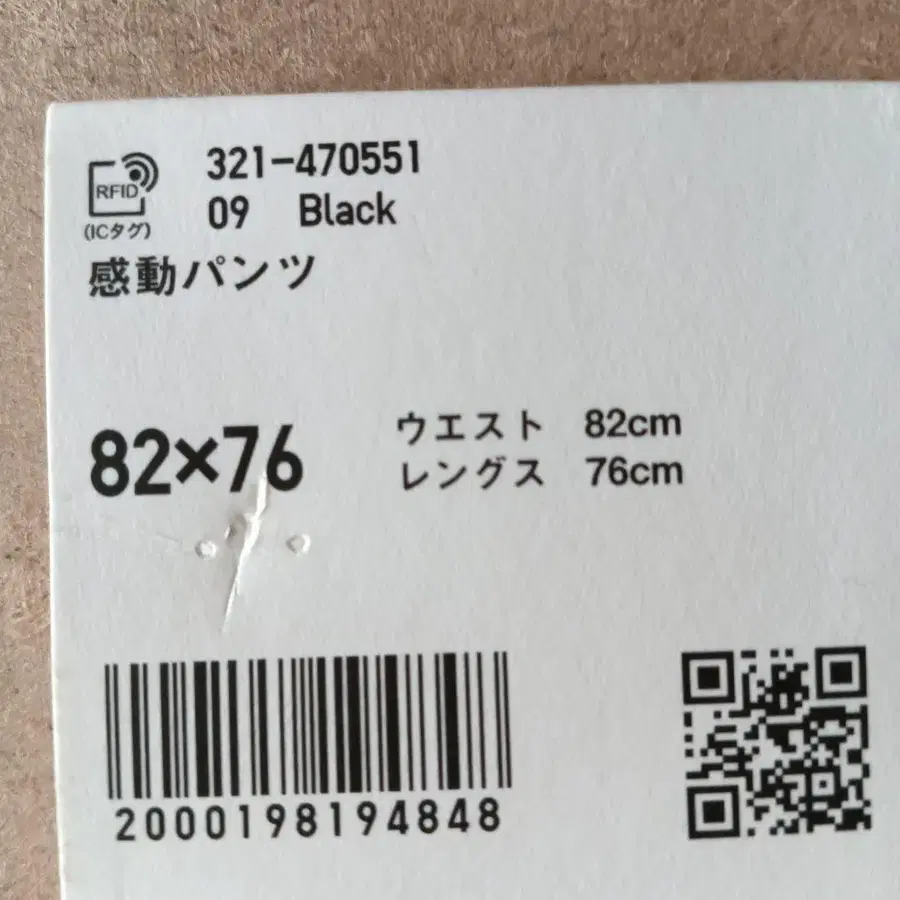 RFID 321-470551
(ICタグ) 09 Black
感動パンツ
82×76 ウエスト 82cm
レングス 76cm
2000198194848